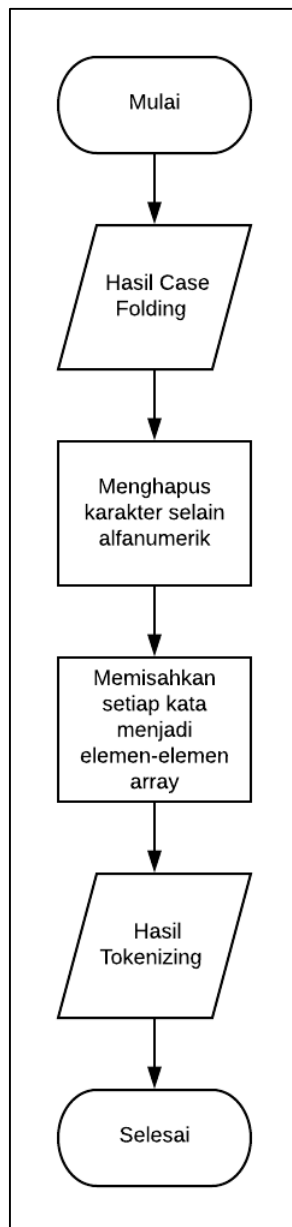 Mulai
Hasil Case
Folding
Menghapus
karakter selain
alfanumerik
Memisahkan
setiap kata
menjadi
elemen-elemen
array
Hasil
Tokenizing
Selesai